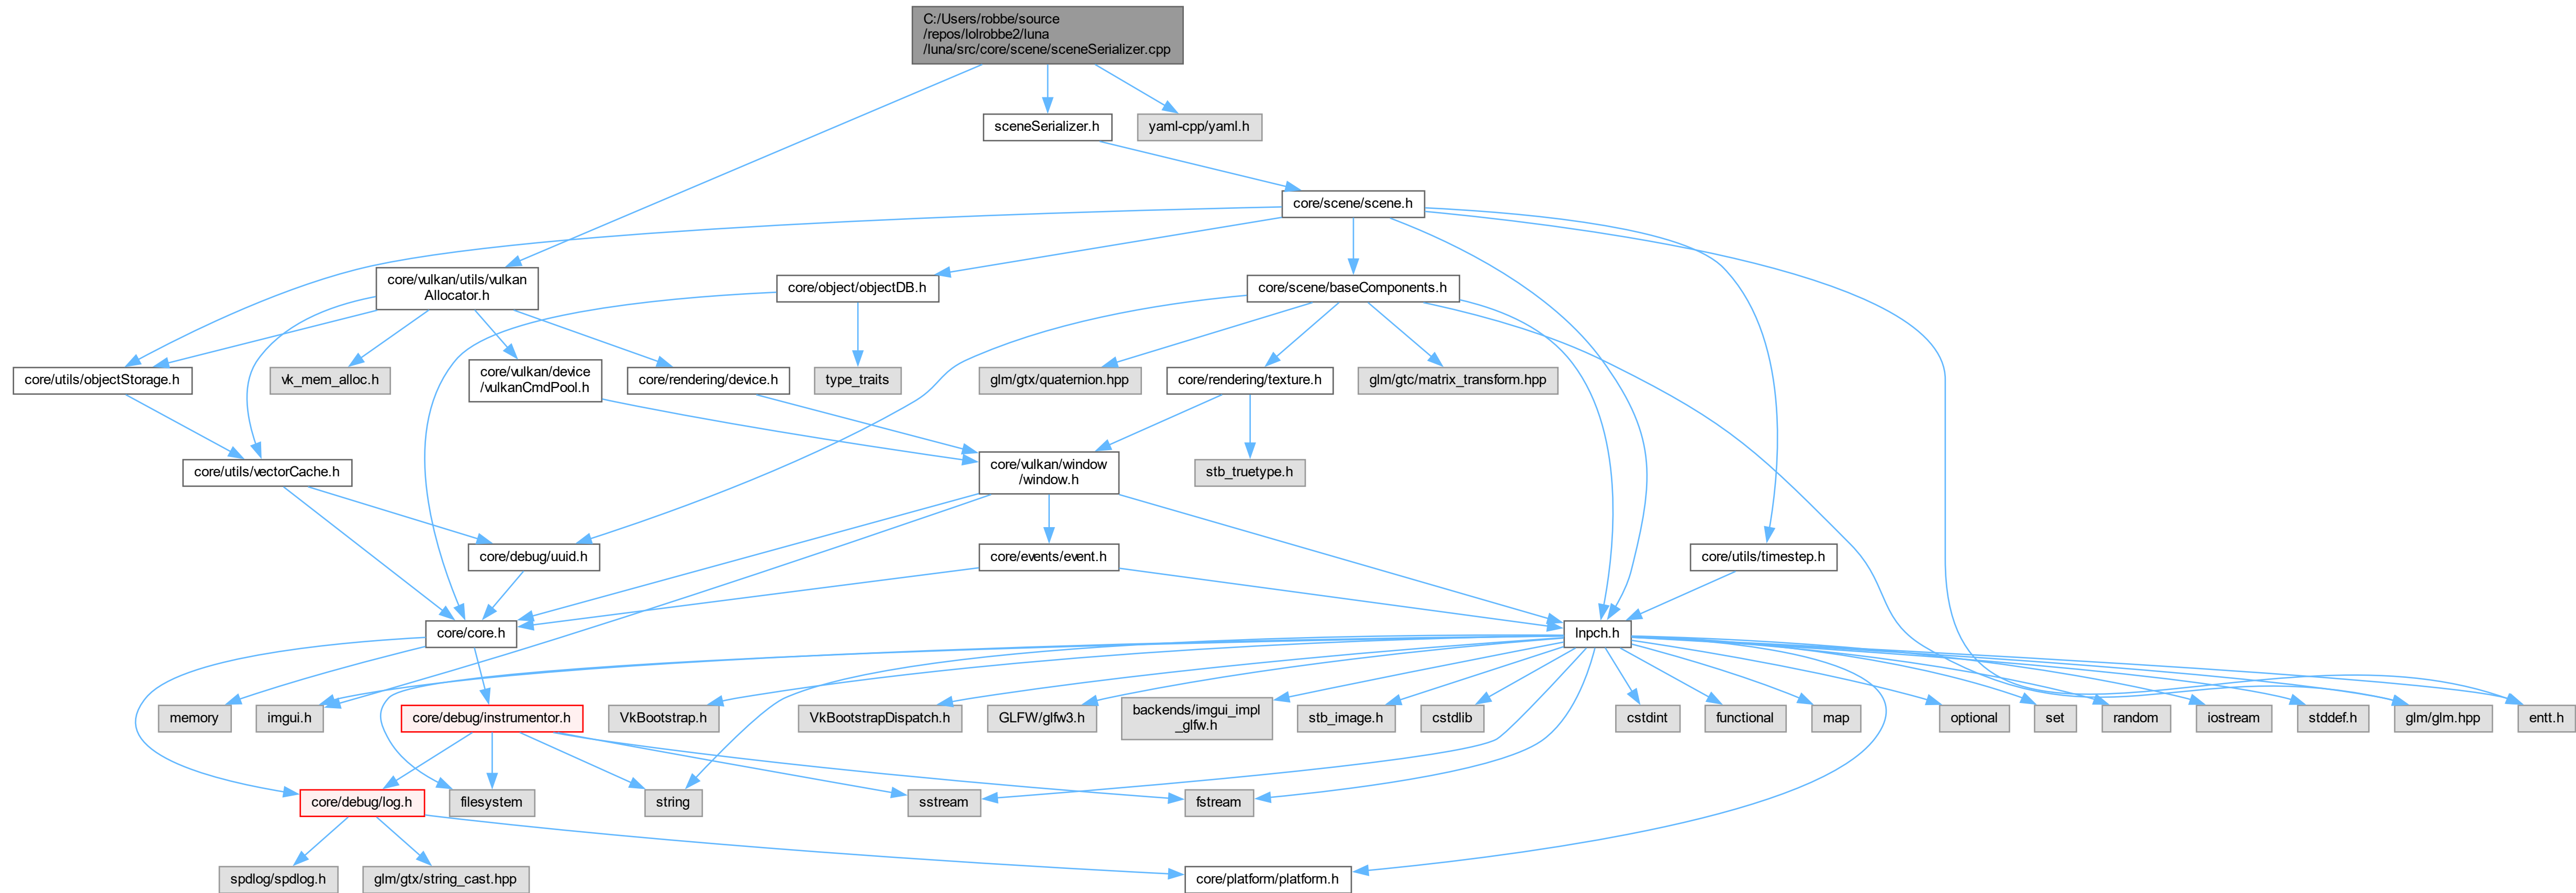 C:/Users/robbe/source
/repos/lolrobbe2/luna
/luna/src/core/scene/sceneSerializer.cpp
sceneSerializer.h
yaml-cpp/yaml.h
core/scene/scene.h
core/vulkan/utils/vulkan
Allocator.h
core/object/objectDB.h
core/scene/baseComponents.h
core/utils/objectStorage.h
vk_mem_alloc.h
core/vulkan/device
/vulkanCmdPool.h
core/rendering/device.h
type_traits
glm/gtx/quaternion.hpp
core/rendering/texture.h
glm/gtc/matrix_transform.hpp
core/utils/vectorCache.h
core/vulkan/window
/window.h
stb_truetype.h
core/debug/uuid.h
core/events/event.h
core/utils/timestep.h
core/core.h
lnpch.h
memory
imgui.h
core/debug/instrumentor.h
VkBootstrap.h
VkBootstrapDispatch.h
GLFW/glfw3.h
backends/imgui_impl
_glfw.h
stb_image.h
cstdlib
cstdint
functional
map
optional
set
random
iostream
stddef.h
glm/glm.hpp
entt.h
core/debug/log.h
filesystem
string
sstream
fstream
spdlog/spdlog.h
glm/gtx/string_cast.hpp
core/platform/platform.h